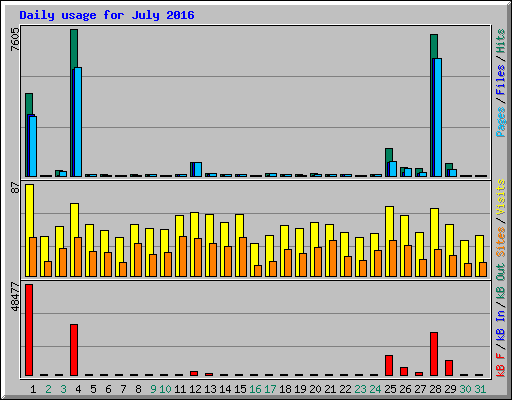 Daily usage for July 2016
7605
87
48477
Pages / Files / Hits
Sites / Visits
kB F / kB In / kB Out
1 2 3 4 5 6 7 8 9 10 11 12 13 14 15 16 17 18 19 20 21 22 23 24 25 26 27 28 29 30 31